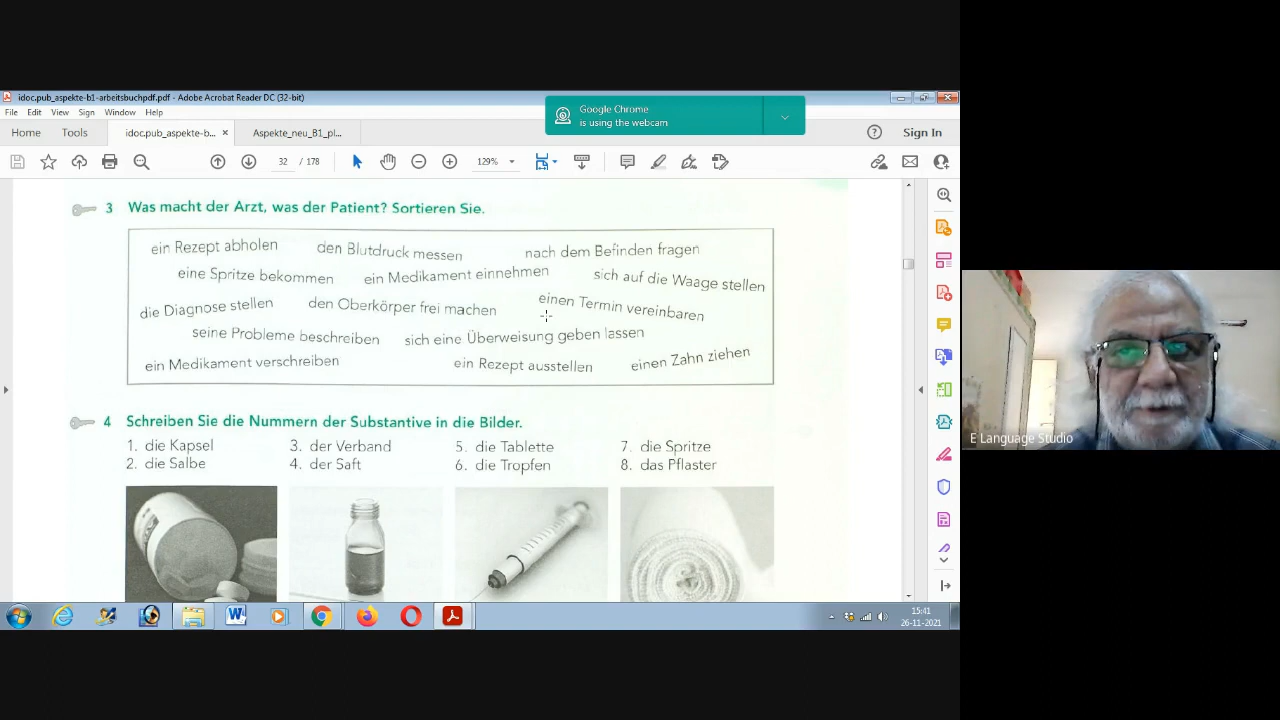 idoc.pub_aspekte-b1-arbeitsbuchpdf.pdf - Adobe Acrobat Reader DC (32-bit)
File Edit View Sign Window Help
Google Chrome
is using the webcam
Home Tools idoc.pub_aspekte-b... × Aspekte_neu_B1_pl... Sign In
32 / 178 129%
3 Was macht der Arzt, was der Patient? Sortieren Sie.
ein Rezept abholen den Blutdruck messen nach dem Befinden fragen
eine Spritze bekommen ein Medikament einnehmen sich auf die Waage stellen
die Diagnose stellen den Oberkörper frei machen einen Termin vereinbaren
seine Probleme beschreiben sich eine Überweisung geben lassen
ein Medikament verschreiben ein Rezept ausstellen einen Zahn ziehen
4 Schreiben Sie die Nummern der Substantive in die Bilder.
1. die Kapsel 3. der Verband 5. die Tablette 7. die Spritze
2. die Salbe 4. der Saft 6. die Tropfen 8. das Pflaster
E Language Studio
15:41
26-11-2021